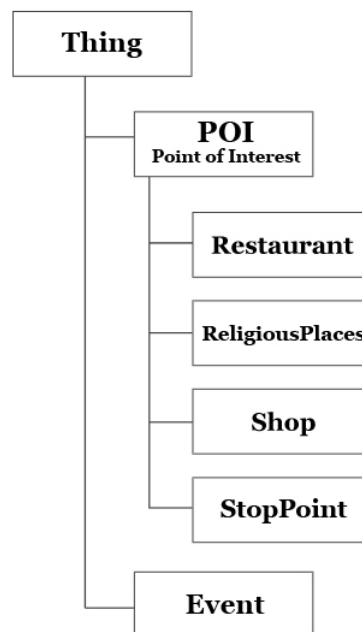 Thing
POI
Point of Interest
Restaurant
ReligiousPlaces
Shop
StopPoint
Event